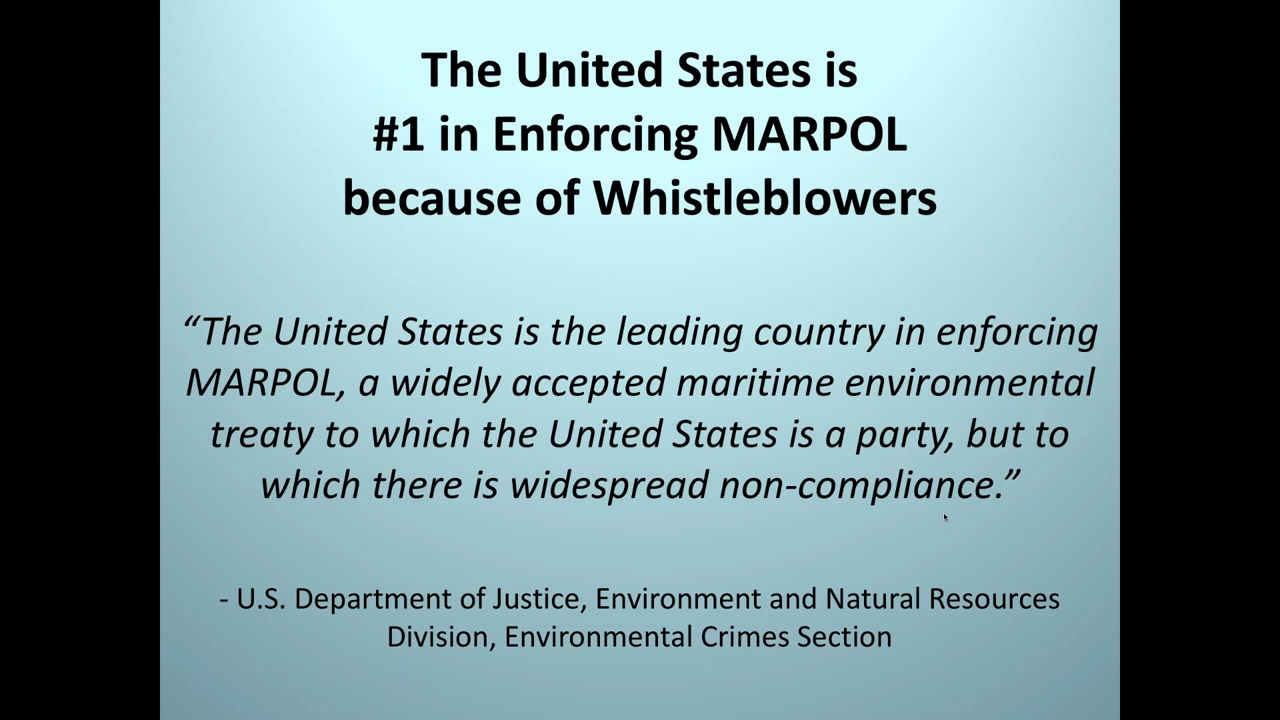 The United States is
#1 in Enforcing MARPOL
because of Whistleblowers
“The United States is the leading country in enforcing
MARPOL, a widely accepted maritime environmental
treaty to which the United States is a party, but to
which there is widespread non-compliance.”
- U.S. Department of Justice, Environment and Natural Resources
Division, Environmental Crimes Section